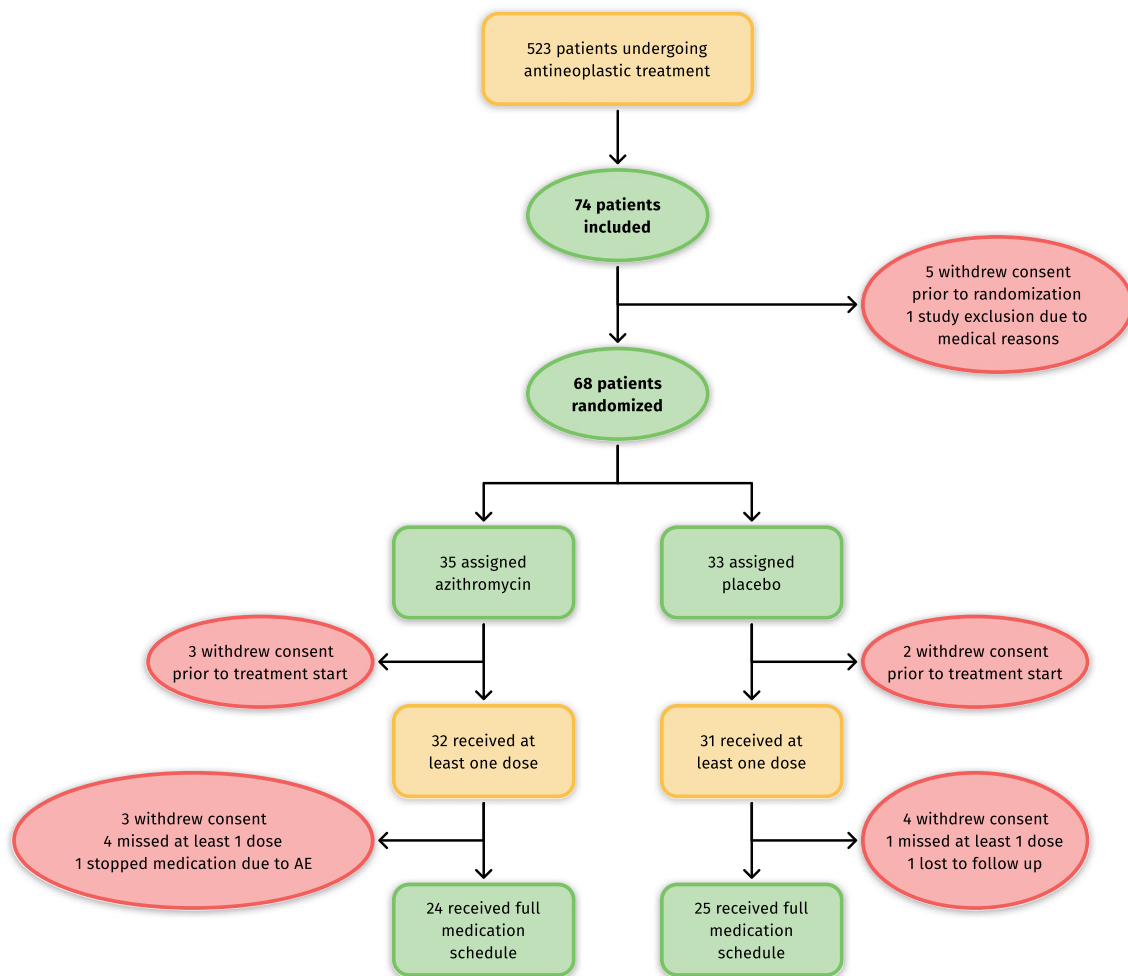 523 patients undergoing
antineoplastic treatment
74 patients
included
5 withdrew consent
prior to randomization
1 study exclusion due to
medical reasons
68 patients
randomized
35 assigned
azithromycin
33 assigned
placebo
3 withdrew consent
prior to treatment start
2 withdrew consent
prior to treatment start
32 received at
least one dose
31 received at
least one dose
3 withdrew consent
4 missed at least 1 dose
1 stopped medication due to AE
4 withdrew consent
1 missed at least 1 dose
1 lost to follow up
24 received full
medication
schedule
25 received full
medication
schedule